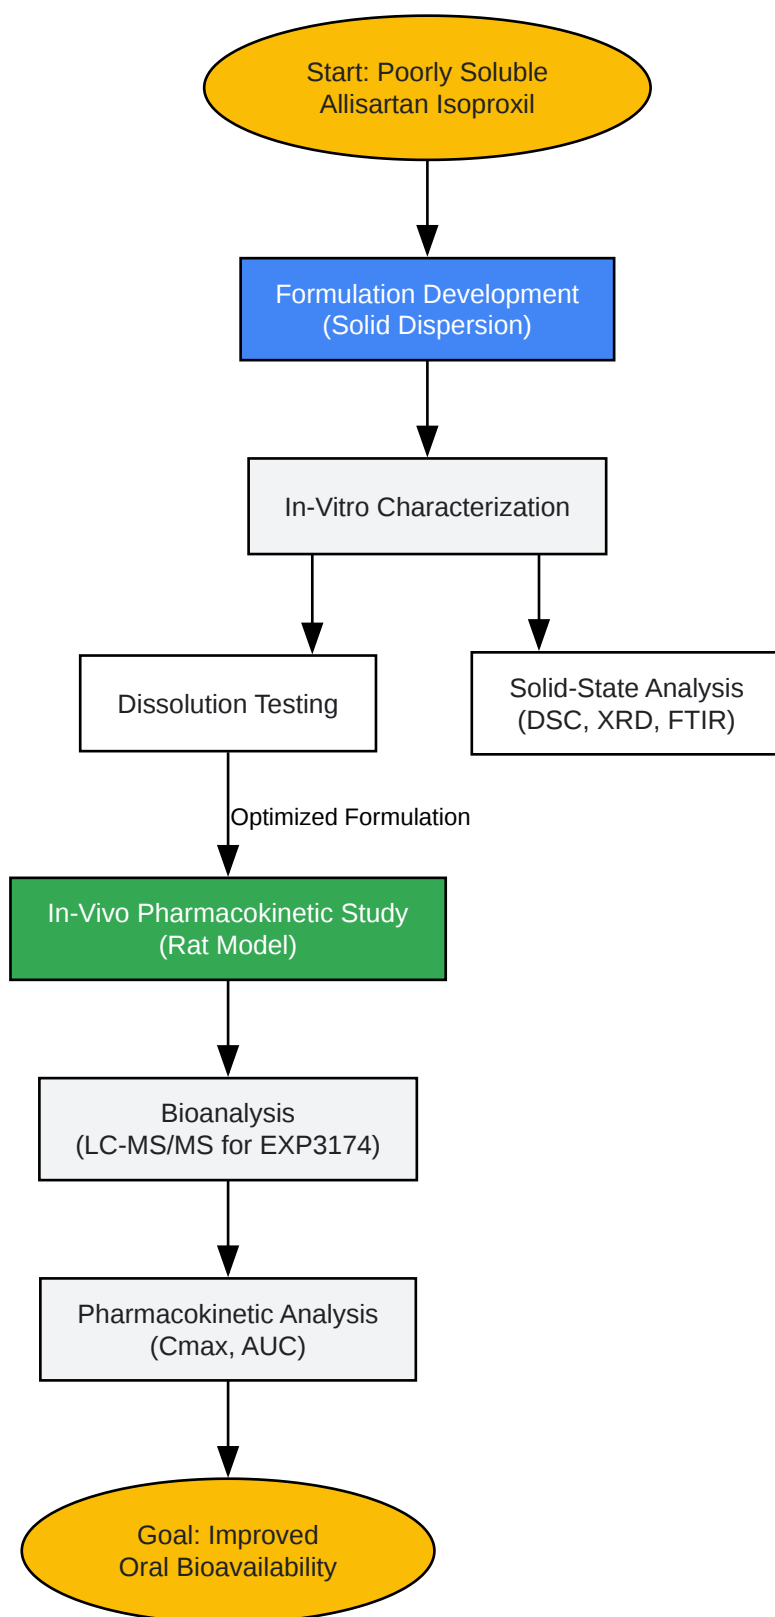 Start: Poorly Soluble
Allisartan Isoproxil
Formulation Development
(Solid Dispersion)
In-Vitro Characterization
Dissolution Testing
Solid-State Analysis
(DSC, XRD, FTIR)
Optimized Formulation
In-Vivo Pharmacokinetic Study
(Rat Model)
Bioanalysis
(LC-MS/MS for EXP3174)
Pharmacokinetic Analysis
(Cmax, AUC)
Goal: Improved
Oral Bioavailability